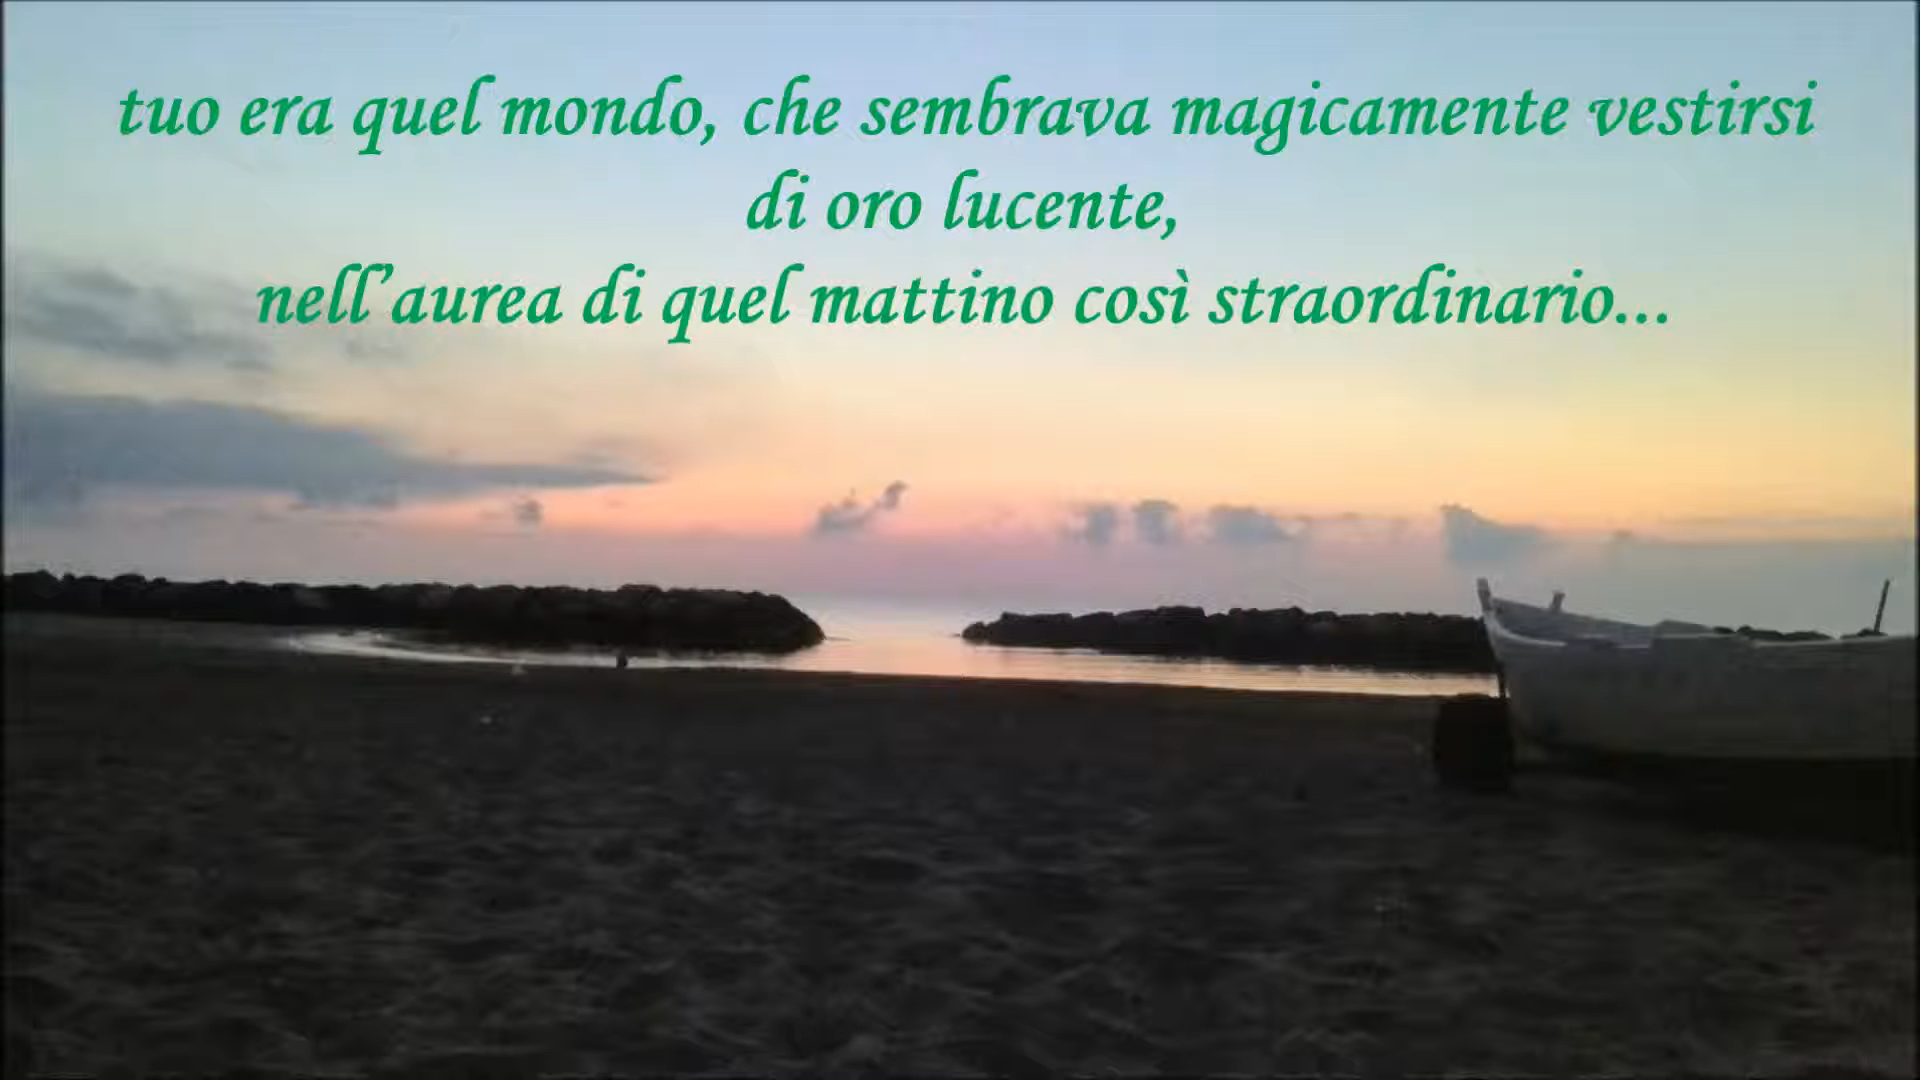 tuo era quel mondo, che sembrava magicamente vestirsi
di oro lucente,
nell’aurea di quel mattino così straordinario...